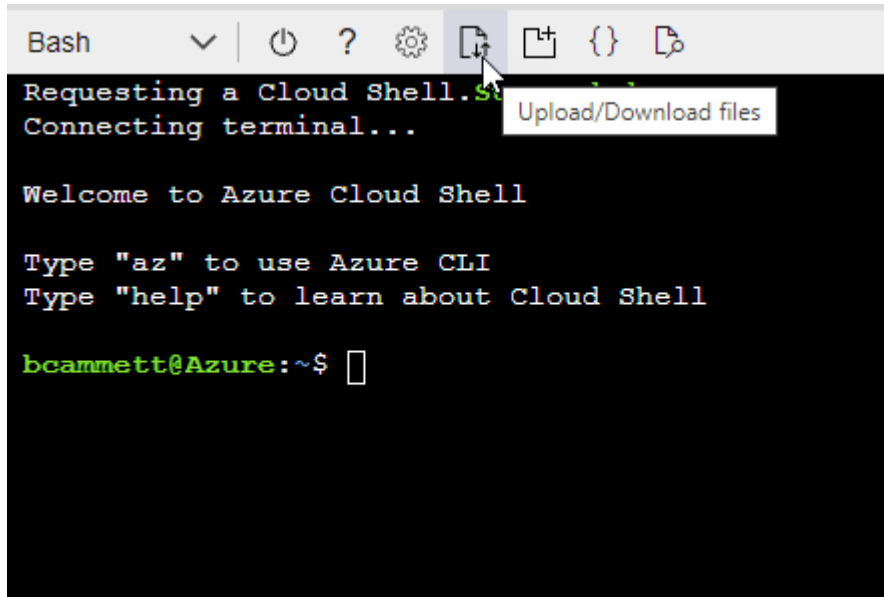 Bash
?
{}
Requesting a Cloud Shell.
Upload/Download files
Connecting terminal...
Welcome to Azure Cloud Shell
Type "az" to use Azure CLI
Type "help" to learn about Cloud Shell
bcammett@Azure:~$